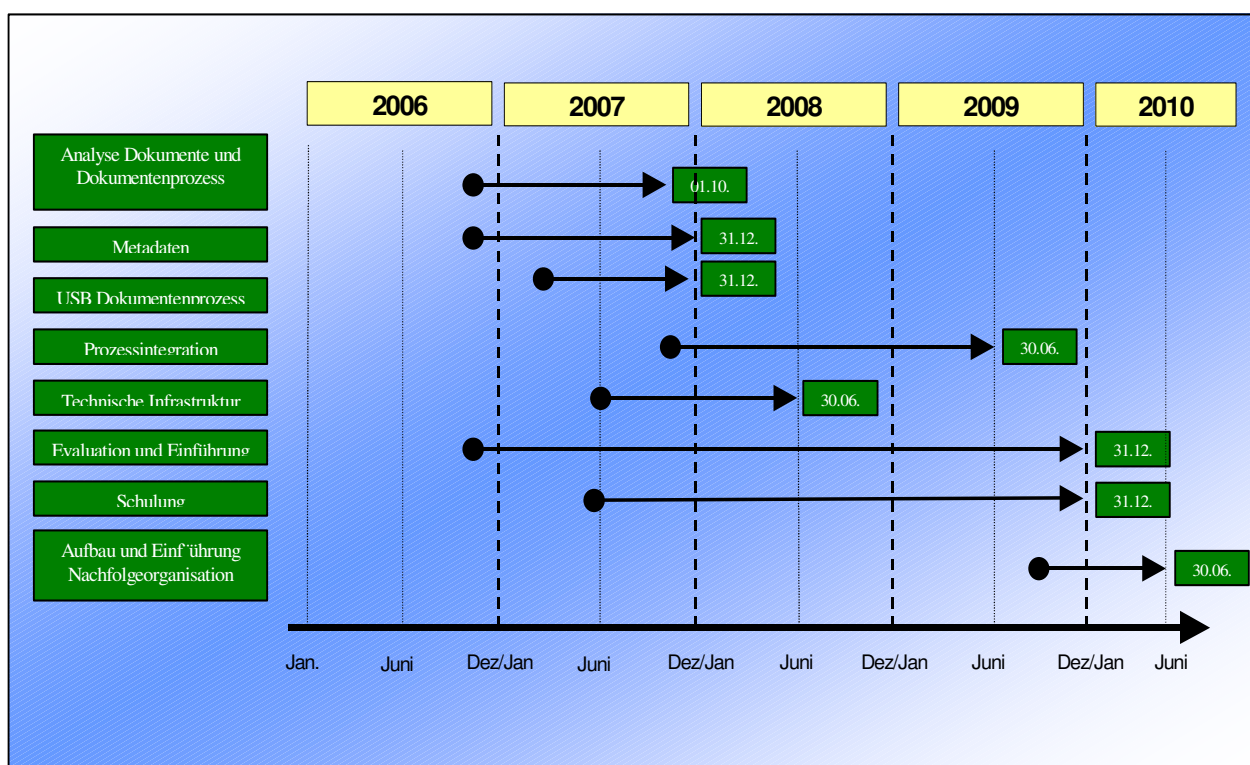 2006
2007
2008
2009
2010
Analyse Dokumente und
Dokumentenprozess
01.10.
Metadaten
31.12.
USB Dokumentenprozess
31.12.
Prozessintegration
30.06.
Technische Infrastruktur
30.06.
Evaluation und Einführung
31.12.
Schulung
31.12.
Aufbau und Einführung
Nachfolgeorganisation
30.06.
Jan.
Juni
Dez/Jan
Juni
Dez/Jan
Juni
Dez/Jan
Juni
Dez/Jan
Juni